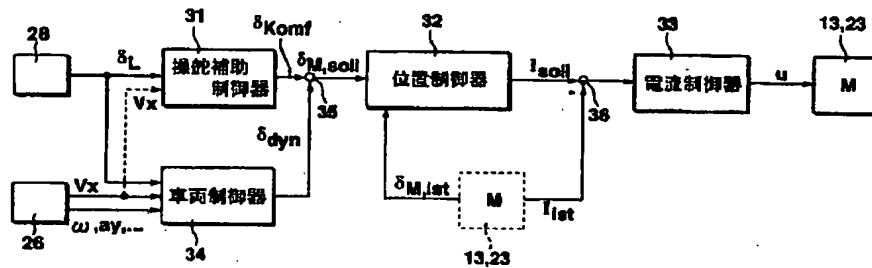 28
δL
31
操舵補助
制御器
Vx
δKomf
δM,soll
35
δdyn
32
位置制御器
Isoll
-
36
33
電流制御器
u
13,23
M
26
Vx
ω,ay,...
車両制御器
34
δM,ist
M
Iist
13,23